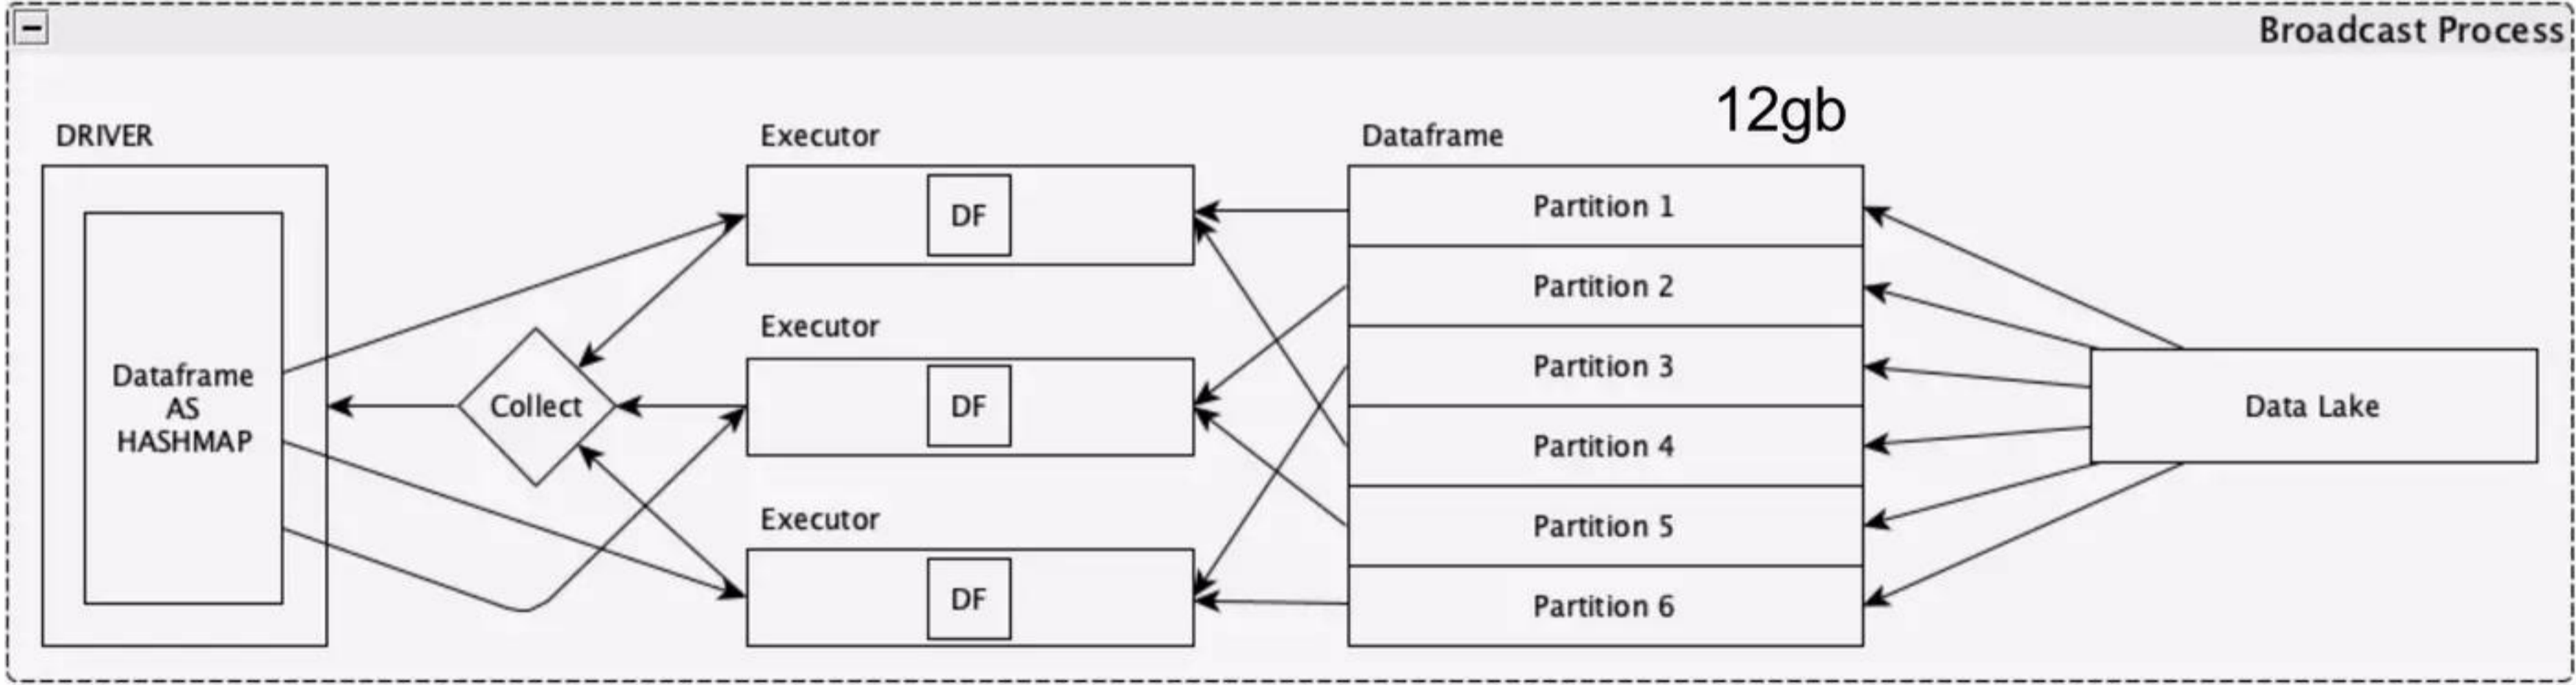 Broadcast Process
12gb
DRIVER
Executor
Dataframe
DF
Partition 1
Partition 2
Executor
Partition 3
Dataframe
AS
HASHMAP
Collect
DF
Data Lake
Partition 4
Executor
Partition 5
DF
Partition 6